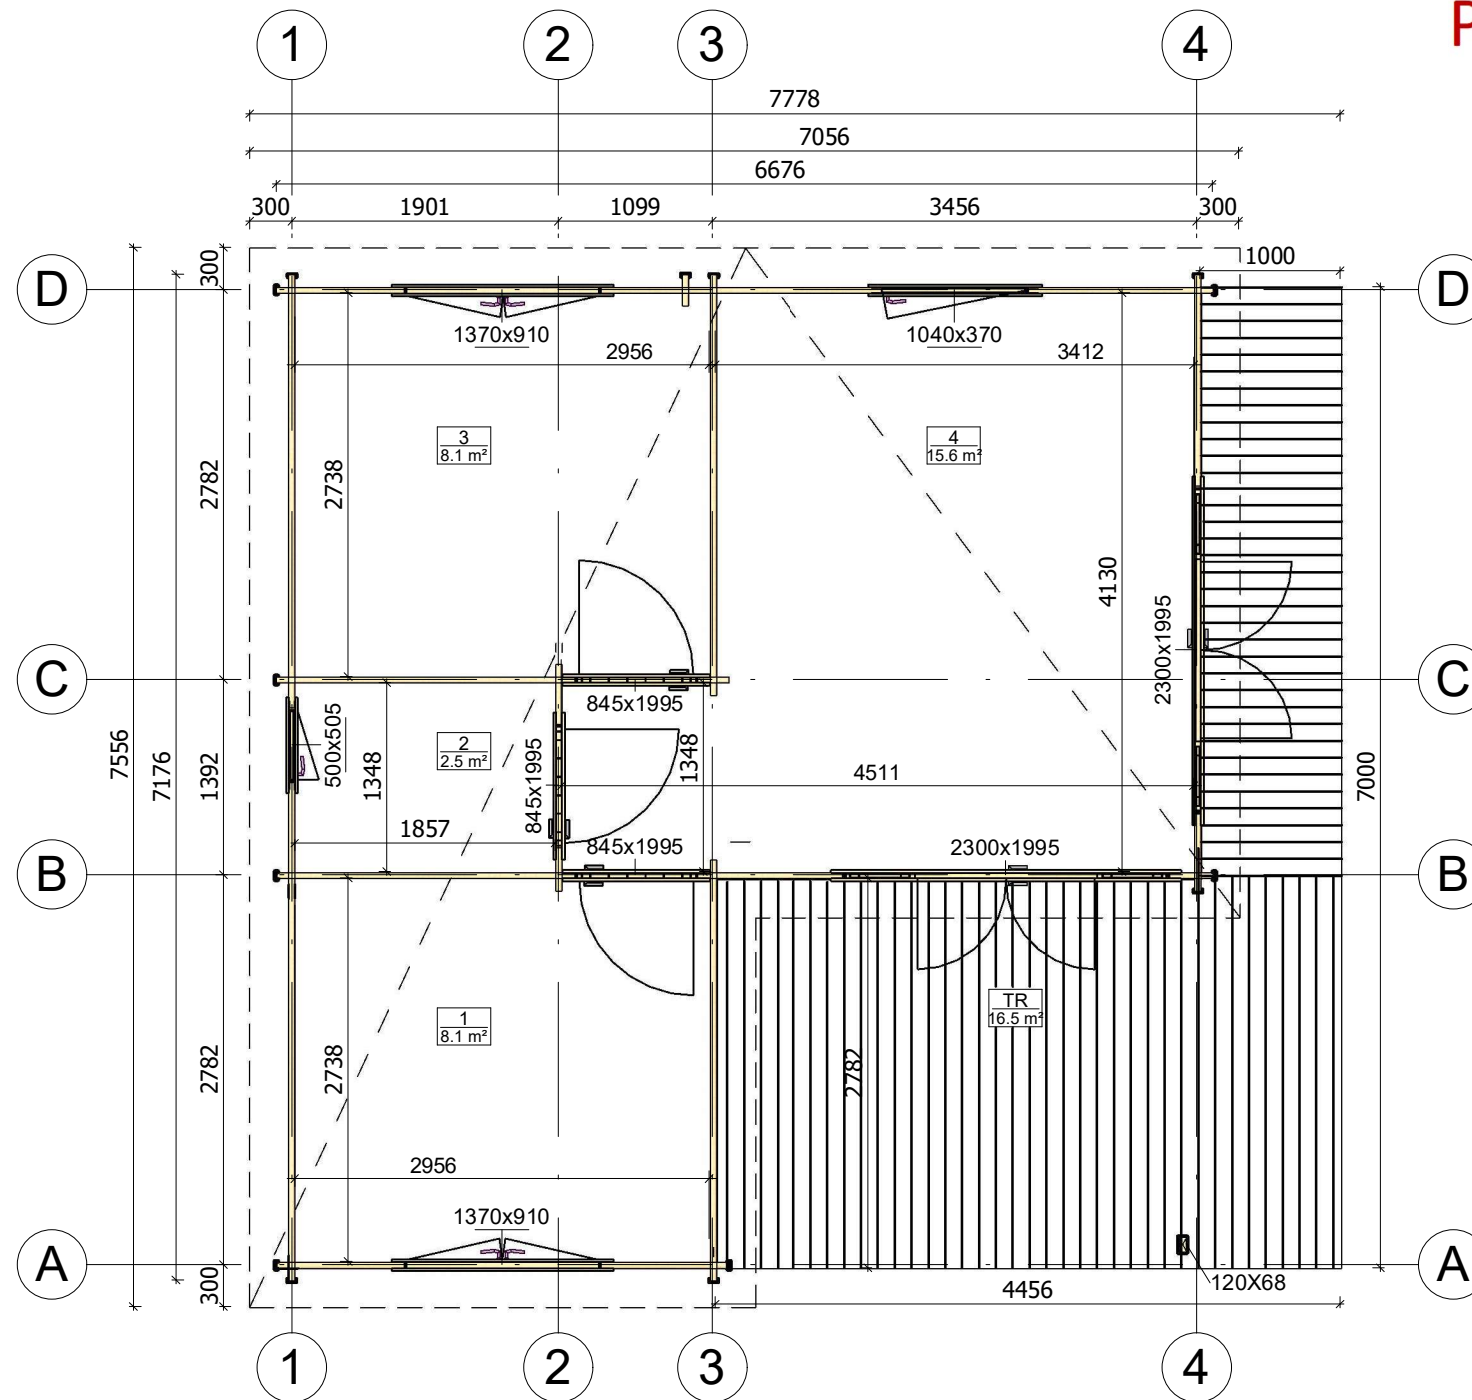 P
1 2 3 4
7778
7056
6676
300 1901 1099 3456 300
1000
300
D D
1370x910
1040x370
2956
3412
3
8.1 m²
4
15.6 m²
2782
2738
4130
2300x1995
C C
845x1995
7556
7176
1392
500x505
1348
2
2.5 m²
845x1995
1348
4511
7000
1857
845x1995
2300x1995
B B
1
8.1 m²
TR
16.5 m²
2782
2738
2782
2956
1370x910
A A
300
120X68
4456
1 2 3 4